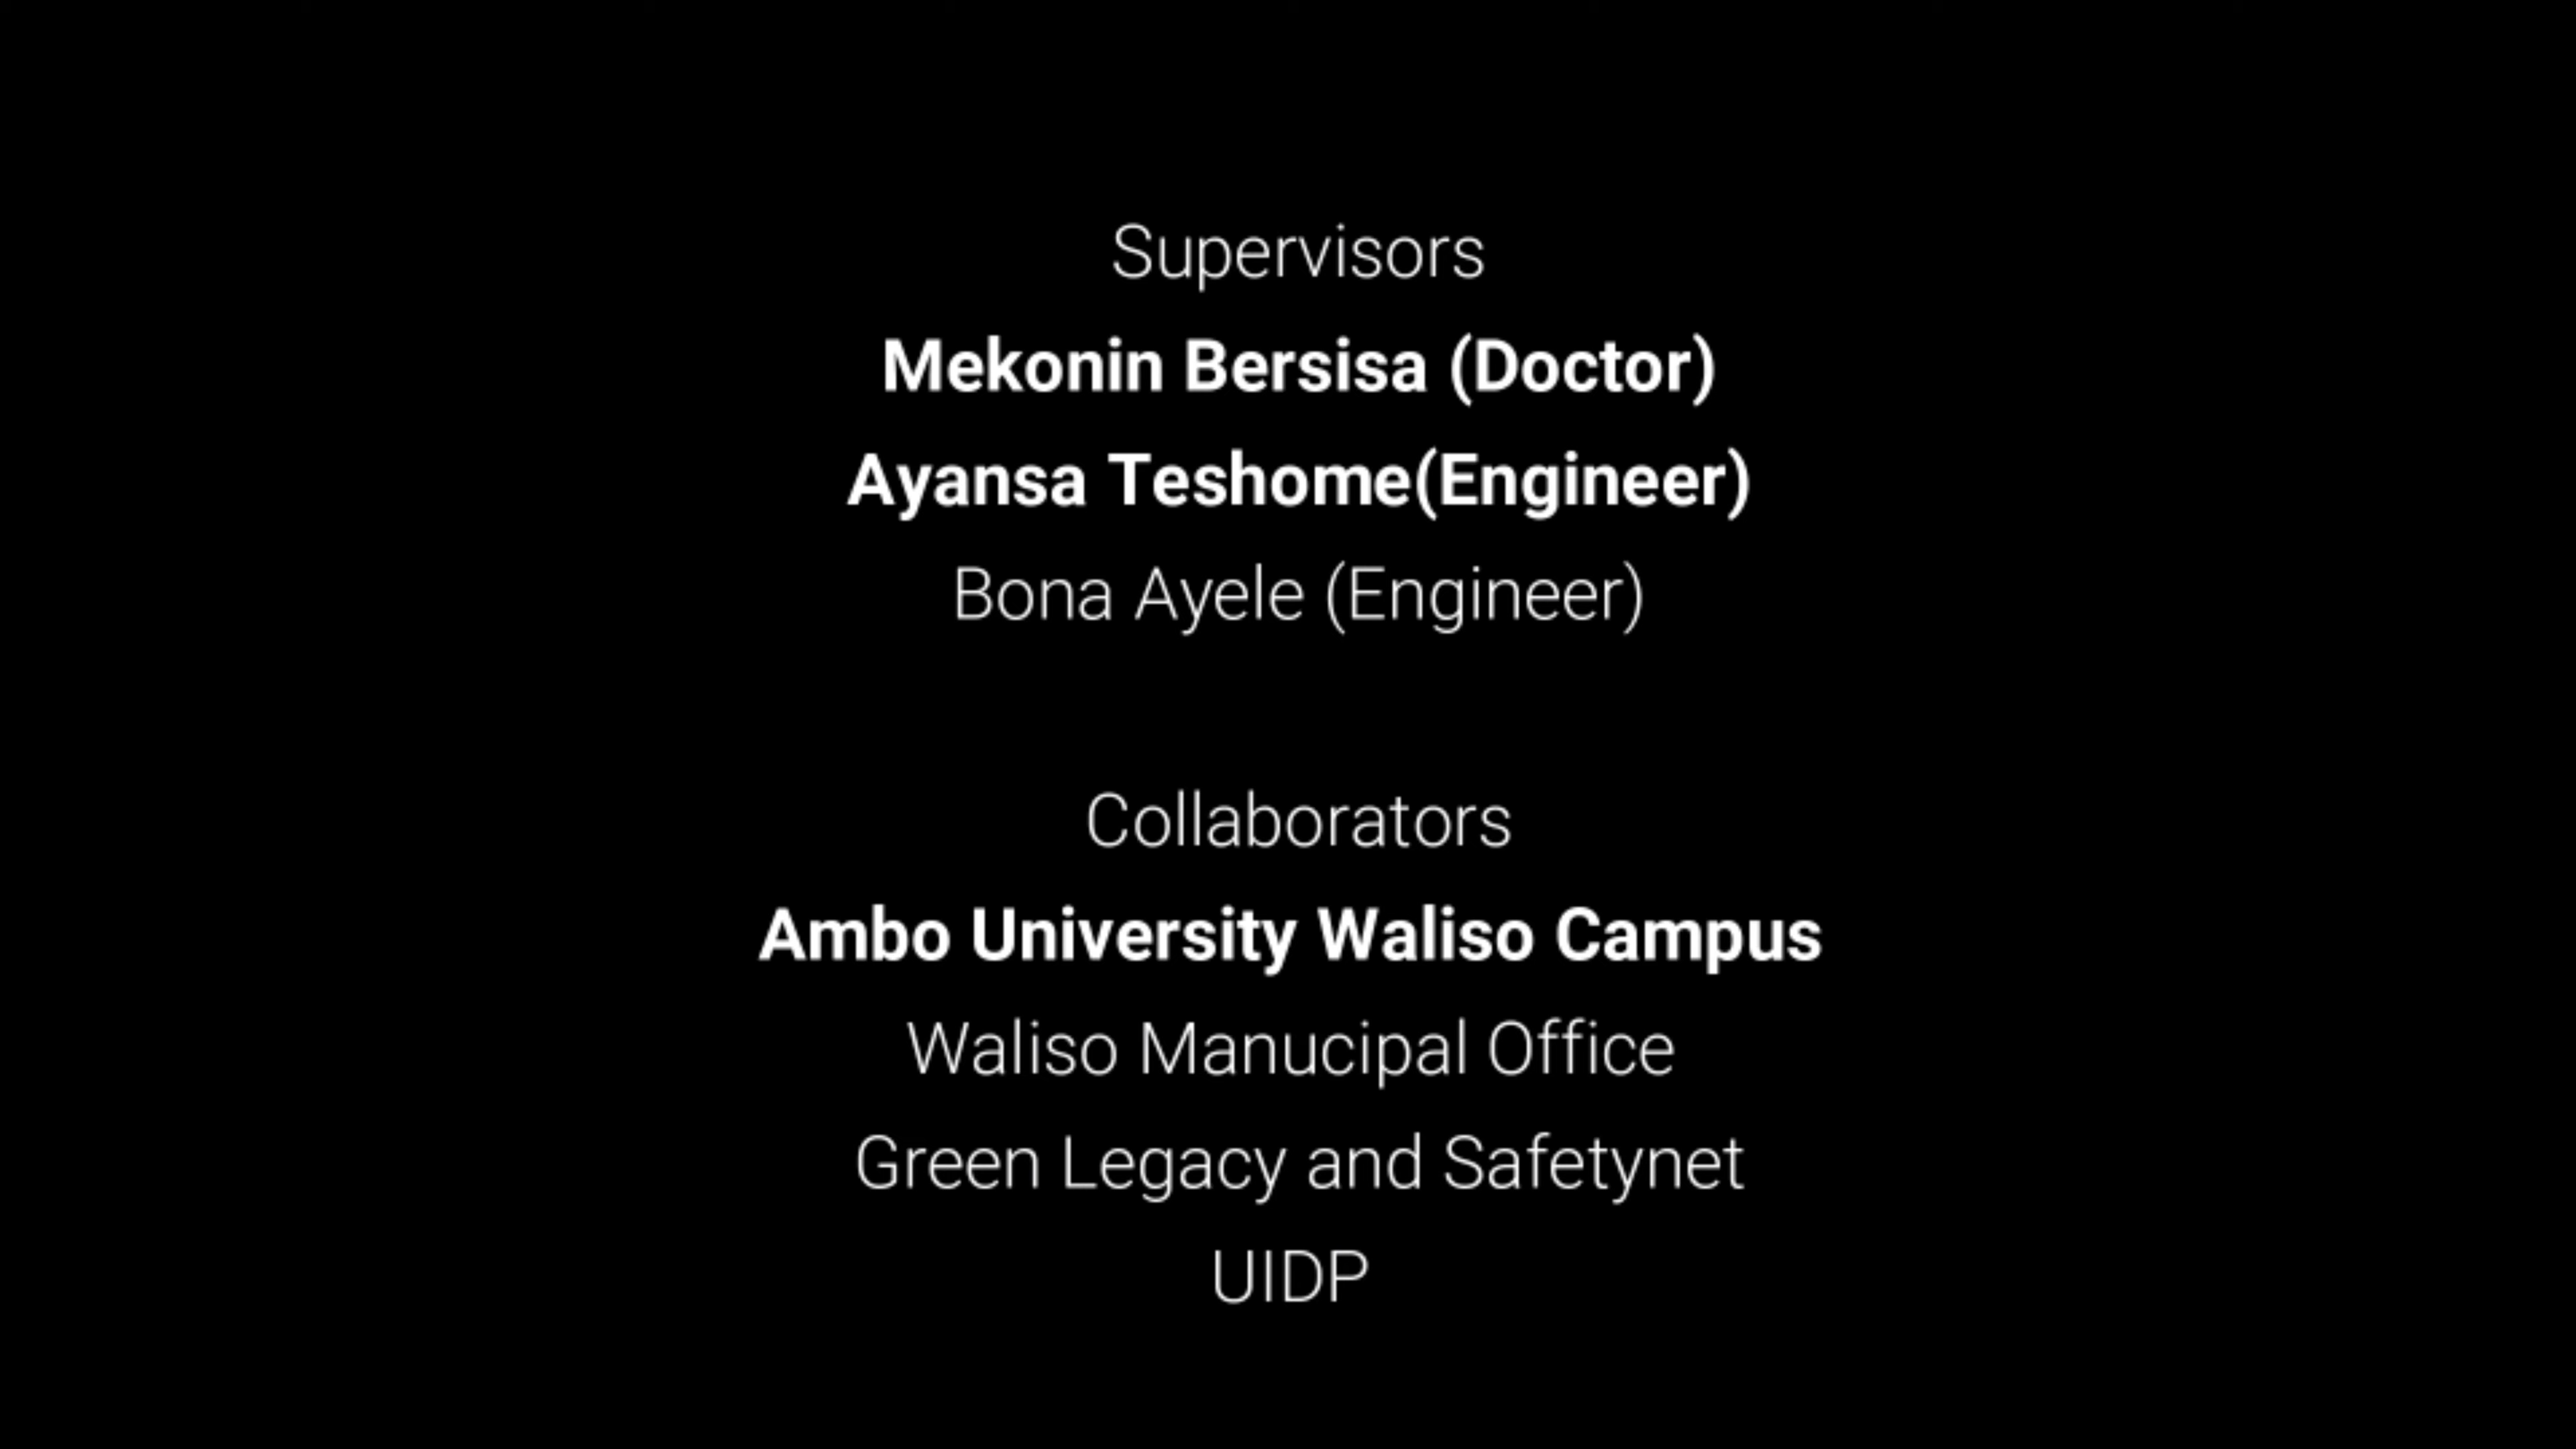 Supervisors
Mekonin Bersisa (Doctor)
Ayansa Teshome(Engineer)
Bona Ayele (Engineer)
Collaborators
Ambo University Waliso Campus
Waliso Manucipal Office
Green Legacy and Safetynet
UIDP